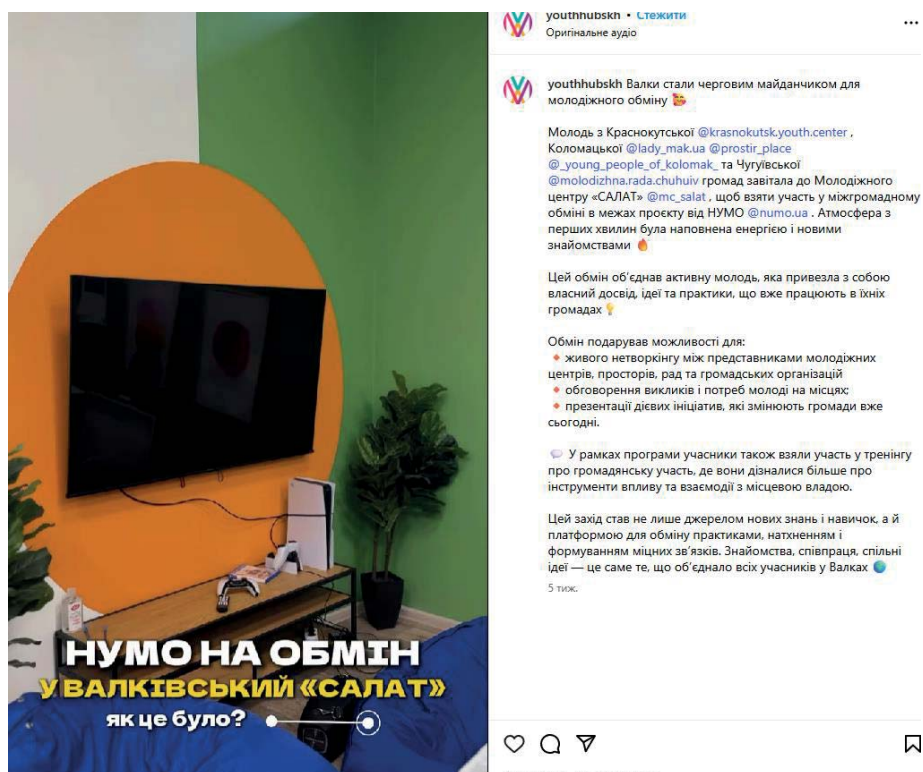 НУМО НА ОБМІН
У ВАЛКІВСЬКИЙ «САЛАТ»
як це було?
youthhubskh • Стежити
Оригінальне аудіо
youthhubskh Валки стали черговим майданчиком для
молодіжного обміну 🥰
Молодь з Краснокутської @krasnokutsk.youth.center ,
Коломацької @lady_mak.ua @prostir_place
@_young_people_of_kolomak_ та Чугуївської
@molodizhna.rada.chuhuiv громад завітала до Молодіжного
центру «САЛАТ» @mc_salat , щоб взяти участь у міжгромадному
обміні в межах проєкту від НУМО @numo.ua . Атмосфера з
перших хвилин була наповнена енергією і новими
знайомствами 🔥
Цей обмін об’єднав активну молодь, яка привезла з собою
власний досвід, ідеї та практики, що вже працюють в їхніх
громадах💡
Обмін подарував можливості для:
🔸 живого нетворкінгу між представниками молодіжних
центрів, просторів, рад та громадських організацій
🔸 обговорення викликів і потреб молоді на місцях;
🔸 презентації дієвих ініціатив, які змінюють громади вже
сьогодні.
💬 У рамках програми учасники також взяли участь у тренінгу
про громадянську участь, де вони дізналися більше про
інструменти впливу та взаємодії з місцевою владою.
Цей захід став не лише джерелом нових знань і навичок, а й
платформою для обміну практиками, натхненням і
формуванням міцних зв’язків. Знайомства, співпраця, спільні
ідеї — це саме те, що об’єднало всіх учасників у Валках 🌍
5 тиж.